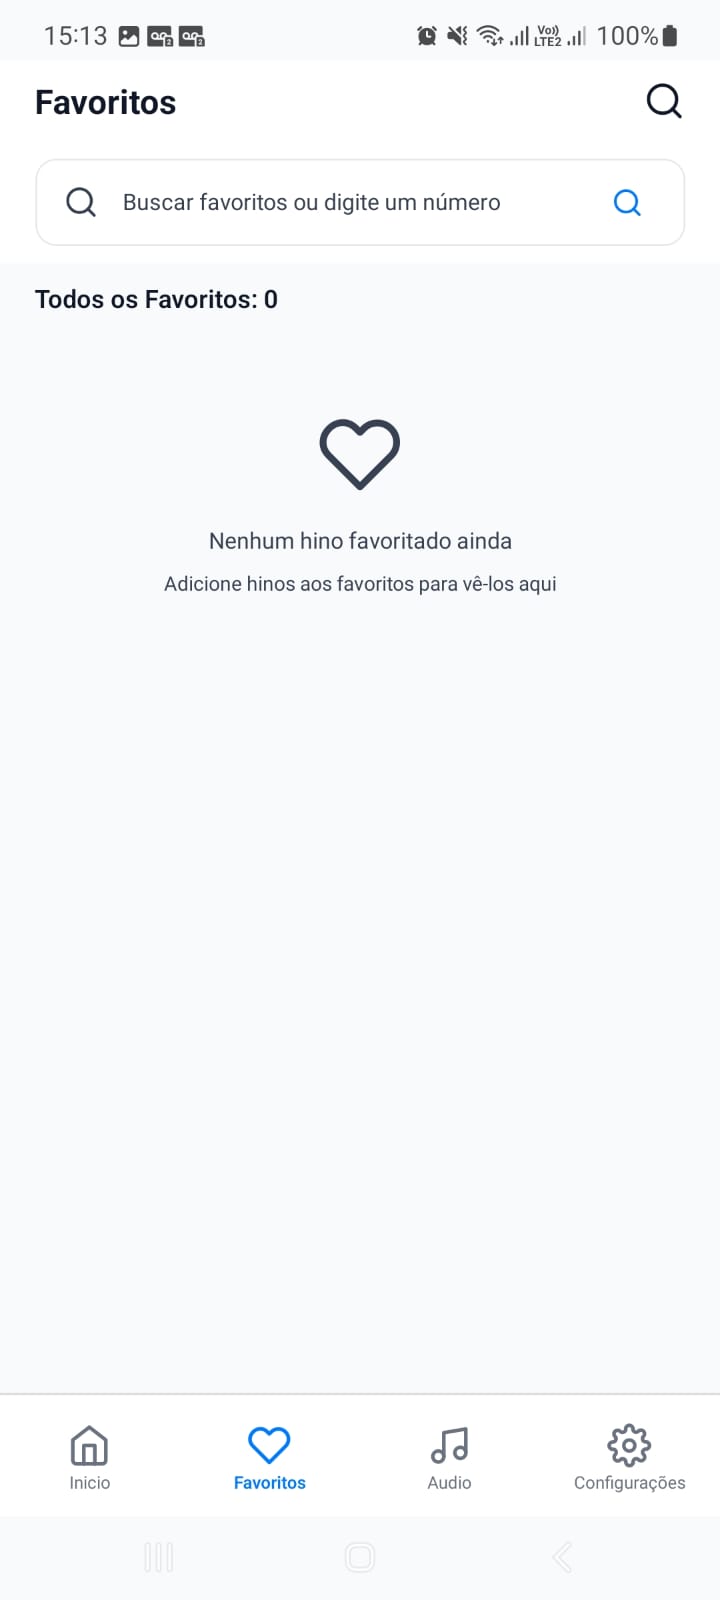 15:13
Vo)) LTE2
100%
Favoritos
Buscar favoritos ou digite um número
Todos os Favoritos: 0
Nenhum hino favoritado ainda
Adicione hinos aos favoritos para vê-los aqui
Inicio
Favoritos
Audio
Configurações